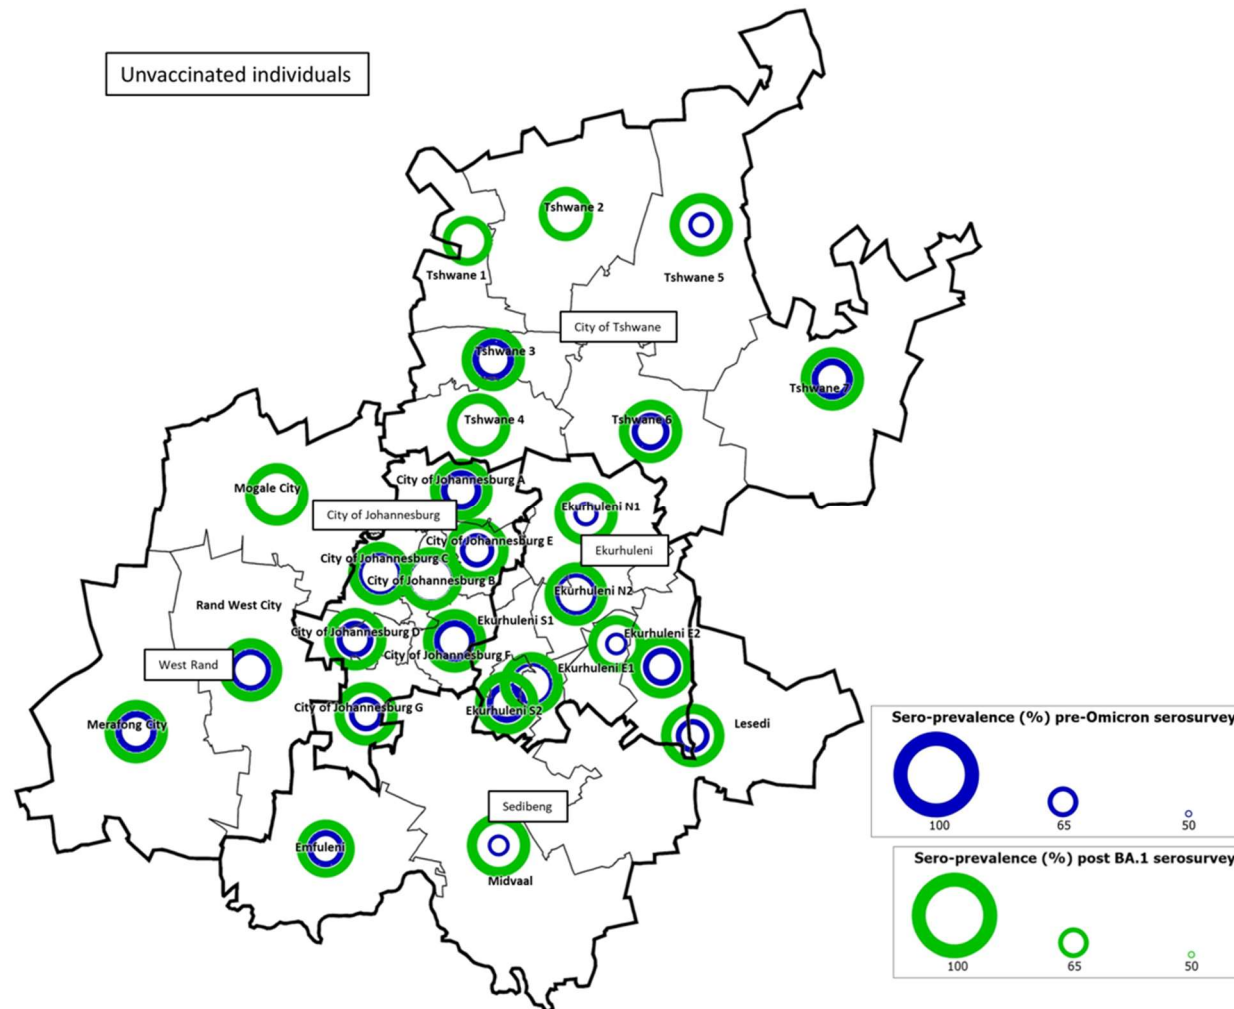 Unvaccinated individuals
Tshwane 2
Tshwane 1
Tshwane 5
City of Tshwane
Tshwane 3
Tshwane 7
Tshwane 4
Tshwane 6
City of Johannesburg A
Mogale City
City of Johannesburg
Ekurhuleni N1
City of Johannesburg E
Ekurhuleni
City of Johannesburg C
City of Johannesburg B
Ekurhuleni N2
Rand West City
Ekurhuleni S1
City of Johannesburg D
Ekurhuleni E2
City of Johannesburg F
West Rand
Ekurhuleni E1
City of Johannesburg G
Ekurhuleni S2
Merafong City
Lesedi
Sedibeng
Emfuleni
Midvaal
Sero-prevalence (%) pre-Omicron serosurvey
100 65 50
Sero-prevalence (%) post BA.1 serosurvey
100 65 50